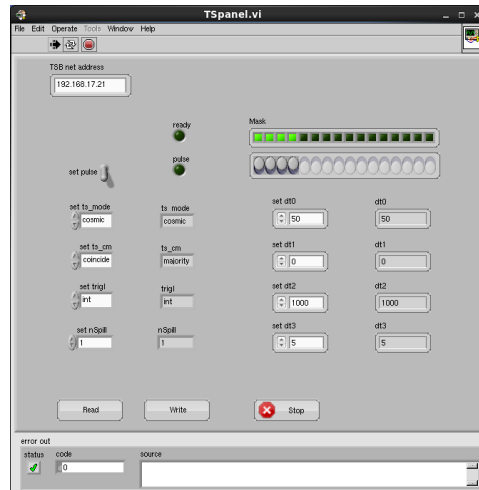 TSpanel.vi
File Edit Operate Tools Window Help
TSB net address
192.168.17.21
ready
Mask
pulse
set pulse
set ts_mode
cosmic
ts_mode
cosmic
set dt0
50
dt0
50
set ts_cm
coincide
ts_cm
majority
set dt1
0
dt1
0
set trigI
int
trigI
int
set dt2
1000
dt2
1000
set nSpill
1
nSpill
1
set dt3
5
dt3
5
Read
Write
Stop
error out
status
code
source
0